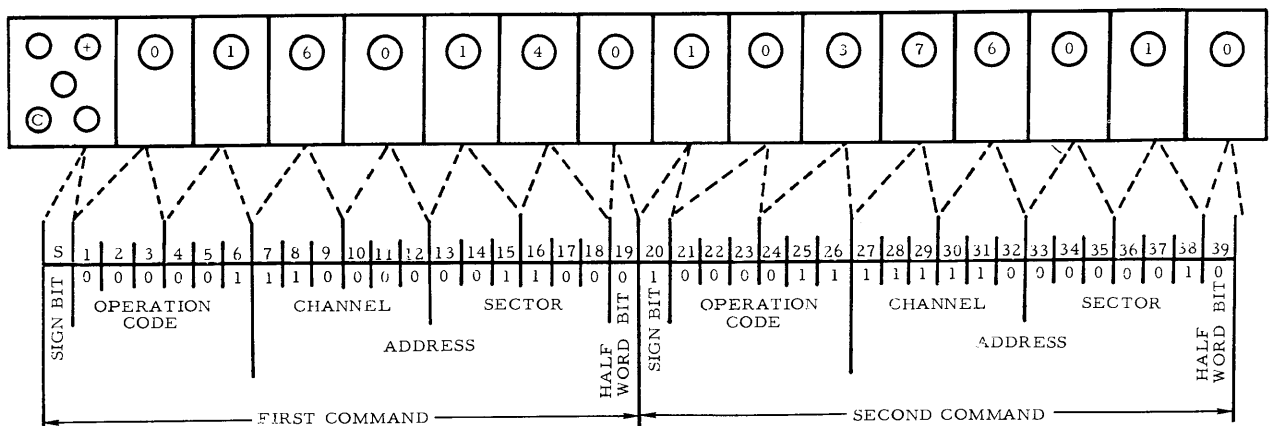 + 0 1 6 0 1 4 0 1 0 3 7 6 0 1 0
C
S 1 2 3 4 5 6 7 8 9 10 11 12 13 14 15 16 17 18 19 20 21 22 23 24 25 26 27 28 29 30 31 32 33 34 35 36 37 38 39
0 0 0 0 0 0 1 1 1 0 0 0 0 0 0 1 1 0 0 0 1 0 0 0 0 1 1 1 1 1 1 1 0 0 0 0 0 0 1 0
SIGN BIT
OPERATION
CODE
CHANNEL
SECTOR
ADDRESS
HALF
WORD BIT
SIGN BIT
OPERATION
CODE
CHANNEL
SECTOR
ADDRESS
HALF
WORD BIT
FIRST COMMAND
SECOND COMMAND